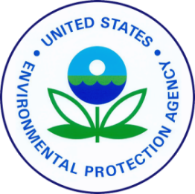 UNITED STATES
ENVIRONMENTAL PROTECTION AGENCY